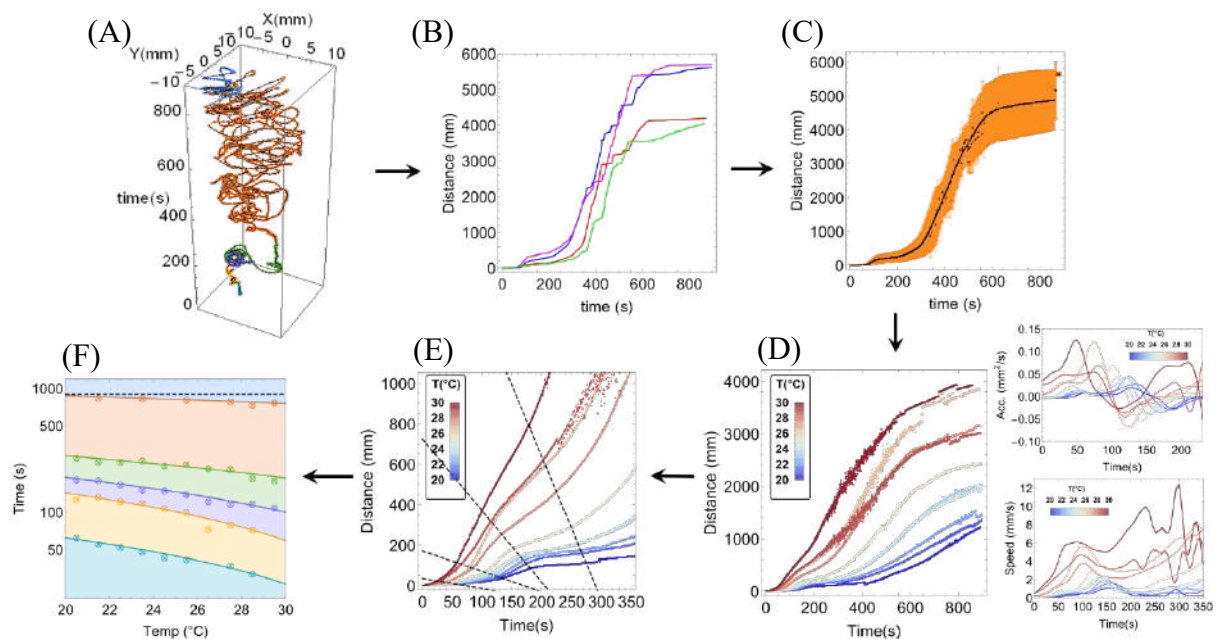 (A)
X(mm)
-10 -5 0 5 10
Y(mm)
-10 -5 0 5 10
800
600
time(s)
400
200
0
(B)
6000
5000
4000
3000
2000
1000
0
Distance (mm)
0 200 400 600 800
time (s)
(C)
6000
5000
4000
3000
2000
1000
0
Distance (mm)
0 200 400 600 800
time (s)
(F)
1000
500
100
50
Time (s)
20 22 24 26 28 30
Temp (°C)
(E)
T(°C)
30
28
26
24
22
20
1000
800
600
400
200
0
Distance (mm)
0 50 100 150 200 250 300 360
Time(s)
(D)
T(°C)
30
28
26
24
22
20
4000
3000
2000
1000
0
Distance (mm)
0 200 400 600 800
Time(s)
T(°C)
20 22 24 26 28 30
0.15
0.10
0.05
0.00
-0.05
-0.10
Acc. (mm²/s)
0 50 100 150 200
Time(s)
T(°C)
20 22 24 26 28 30
12
10
8
6
4
2
0
Speed (mm/s)
0 50 100 150 200 250 300 350
Time(s)